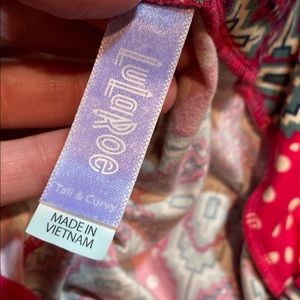 LuLaRoe
Tall & Curvy
MADE IN
VIETNAM